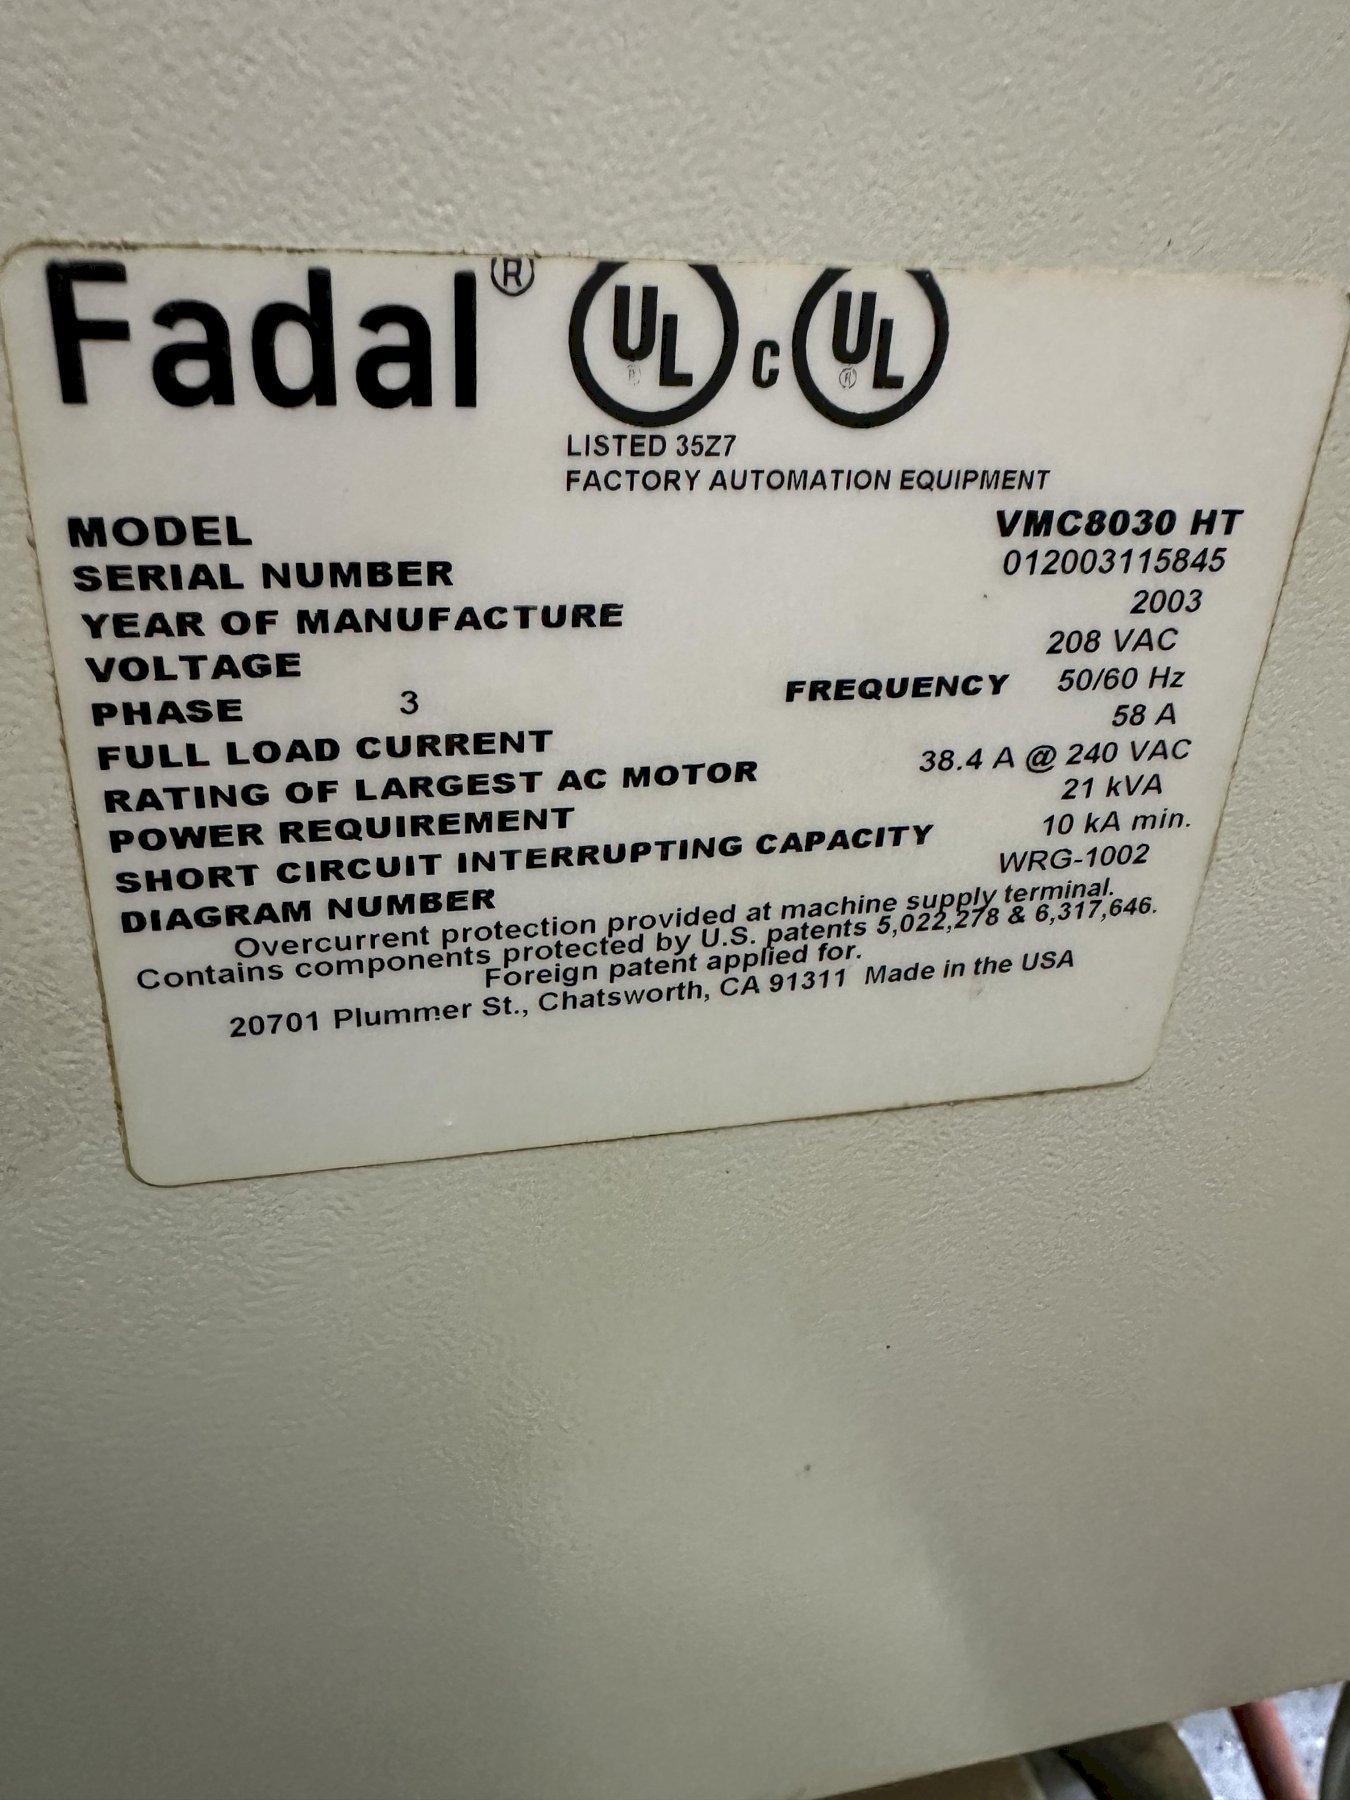 Fadal®
UL ® C UL ®
LISTED 35Z7
FACTORY AUTOMATION EQUIPMENT
MODEL VMC8030 HT
SERIAL NUMBER 012003115845
YEAR OF MANUFACTURE 2003
VOLTAGE 208 VAC
PHASE 3 FREQUENCY 50/60 Hz
FULL LOAD CURRENT 58 A
RATING OF LARGEST AC MOTOR 38.4 A @ 240 VAC
POWER REQUIREMENT 21 kVA
SHORT CIRCUIT INTERRUPTING CAPACITY 10 kA min.
DIAGRAM NUMBER WRG-1002
Overcurrent protection provided at machine supply terminal.
Contains components protected by U.S. patents 5,022,278 & 6,317,646.
Foreign patent applied for.
20701 Plummer St., Chatsworth, CA 91311 Made in the USA